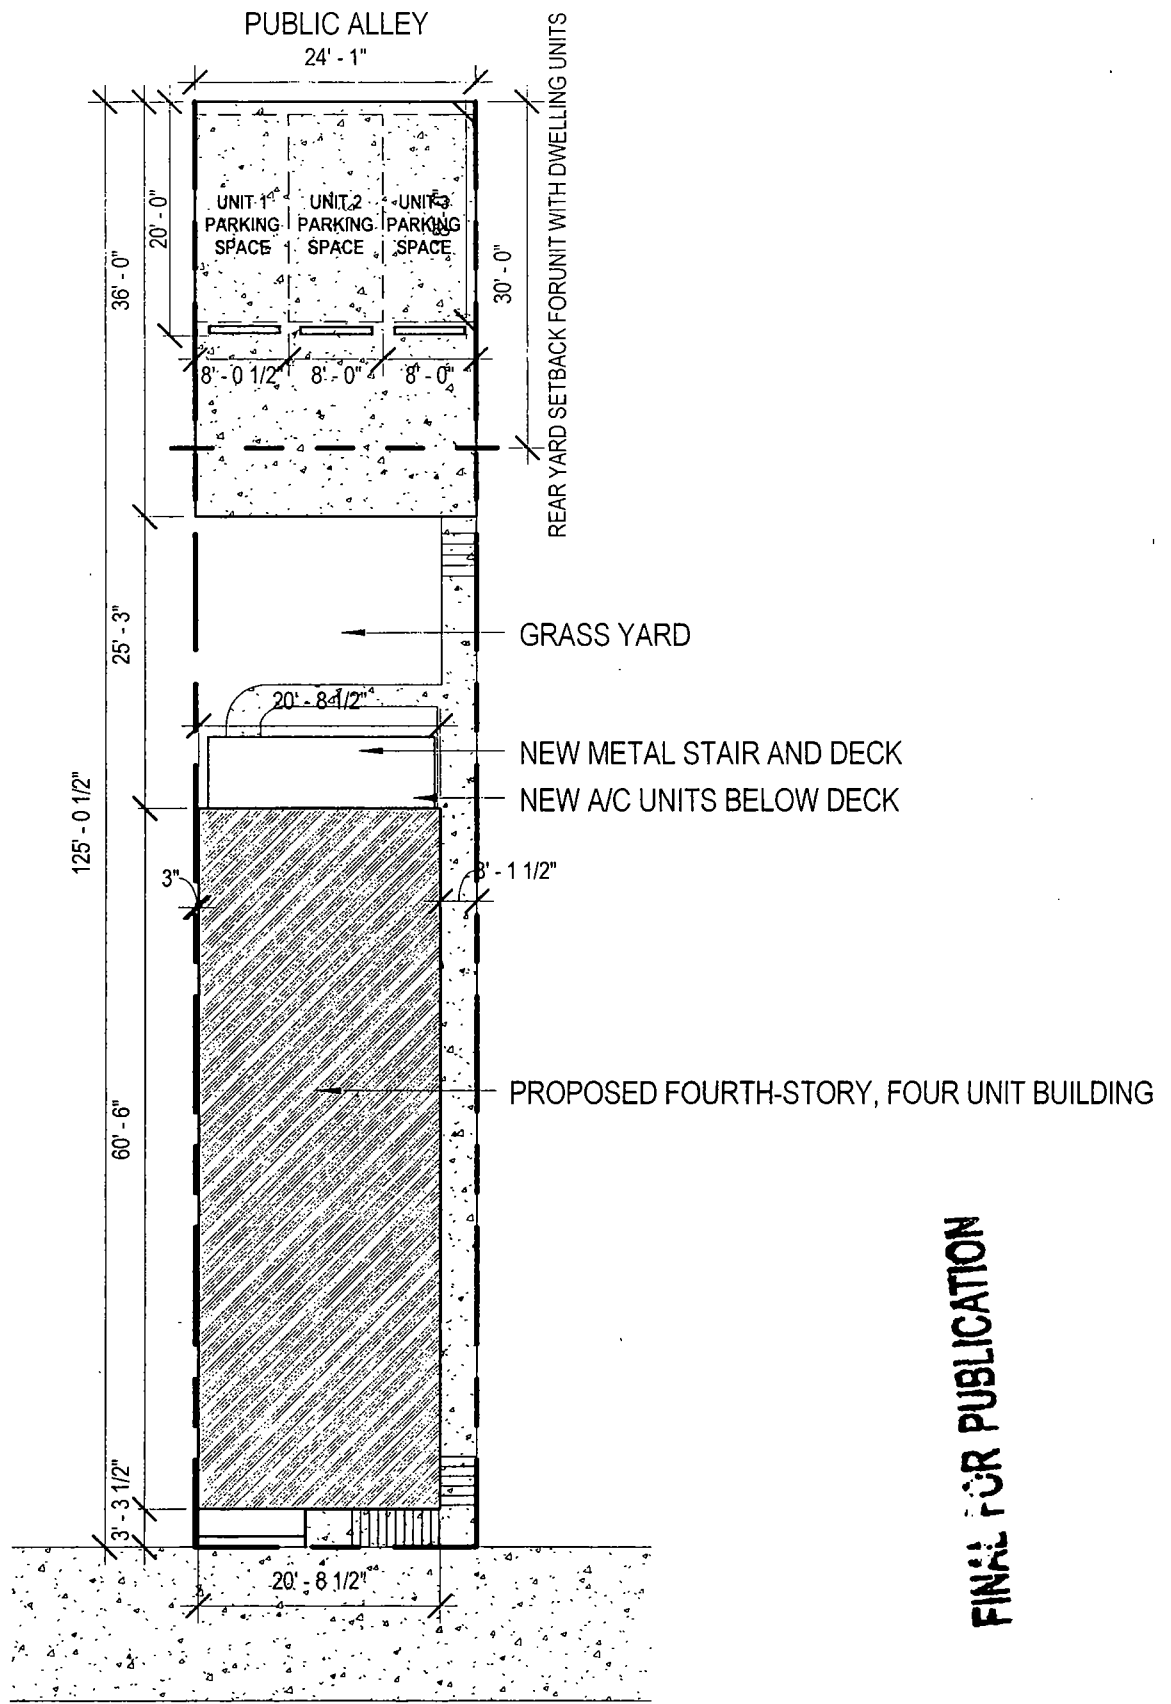 PUBLIC ALLEY
24' - 1"
REAR YARD SETBACK FORUNIT WITH DWELLING UNITS
36' - 0"
20' - 0"
30' - 0"
UNIT 1
PARKING
SPACE
UNIT 2
PARKING
SPACE
UNIT 3
PARKING
SPACE
8' - 0 1/2"
8' - 0"
8' - 0"
25' - 3"
GRASS YARD
20' - 8 1/2"
NEW METAL STAIR AND DECK
NEW A/C UNITS BELOW DECK
125' - 0 1/2"
3"
3' - 1 1/2"
60' - 6"
PROPOSED FOURTH-STORY, FOUR UNIT BUILDING
3' - 3 1/2"
20' - 8 1/2"
FINAL FOR PUBLICATION